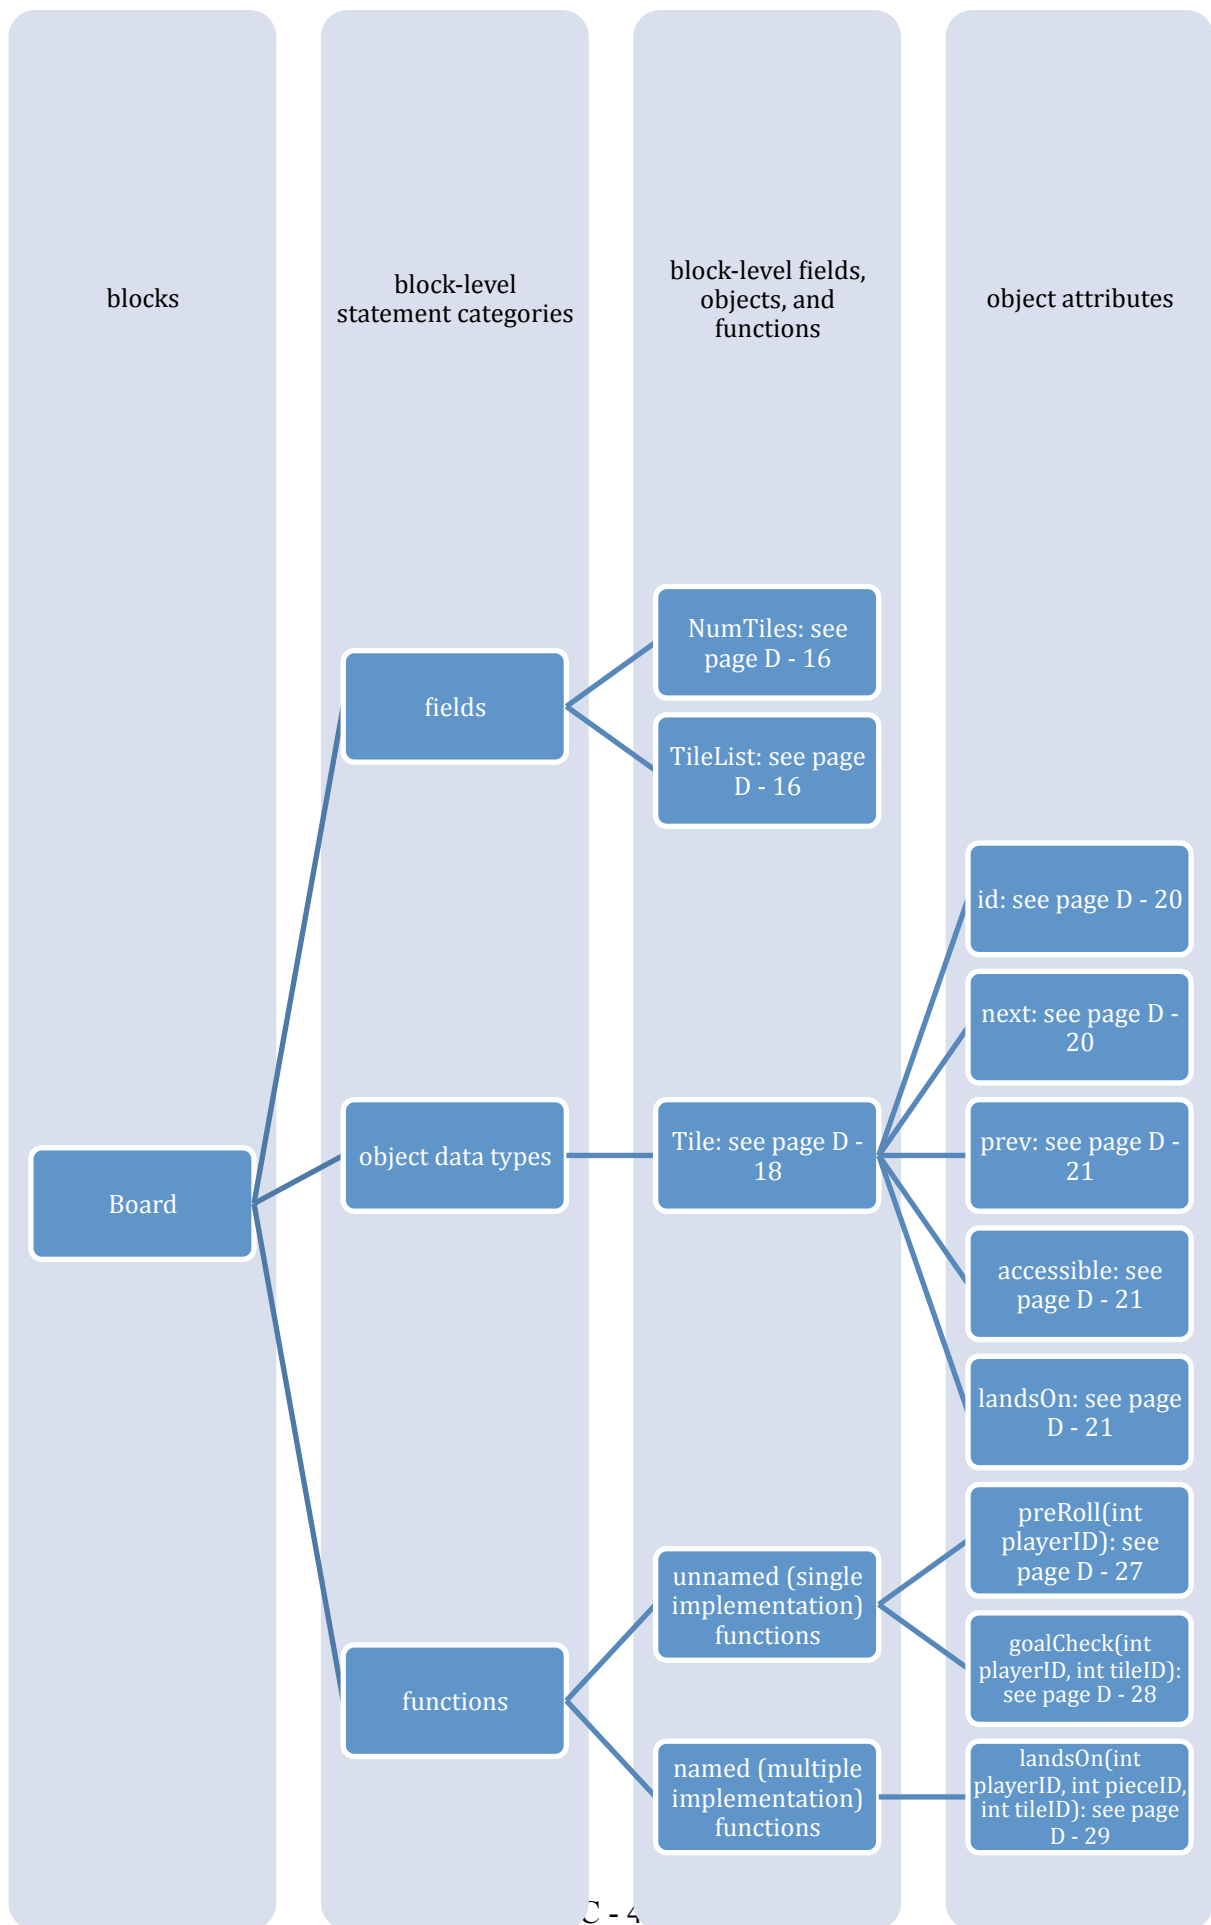 blocks
block-level
statement categories
block-level fields,
objects, and
functions
object attributes
Board
fields
NumTiles: see
page D - 16
TileList: see page
D - 16
object data types
Tile: see page D -
18
id: see page D - 20
next: see page D -
20
prev: see page D -
21
accessible: see
page D - 21
landsOn: see page
D - 21
functions
unnamed (single
implementation)
functions
preRoll(int
playerID): see
page D - 27
goalCheck(int
playerID, int tileID):
see page D - 28
named (multiple
implementation)
functions
landsOn(int
playerID, int pieceID,
int tileID): see page
D - 29
C - 4